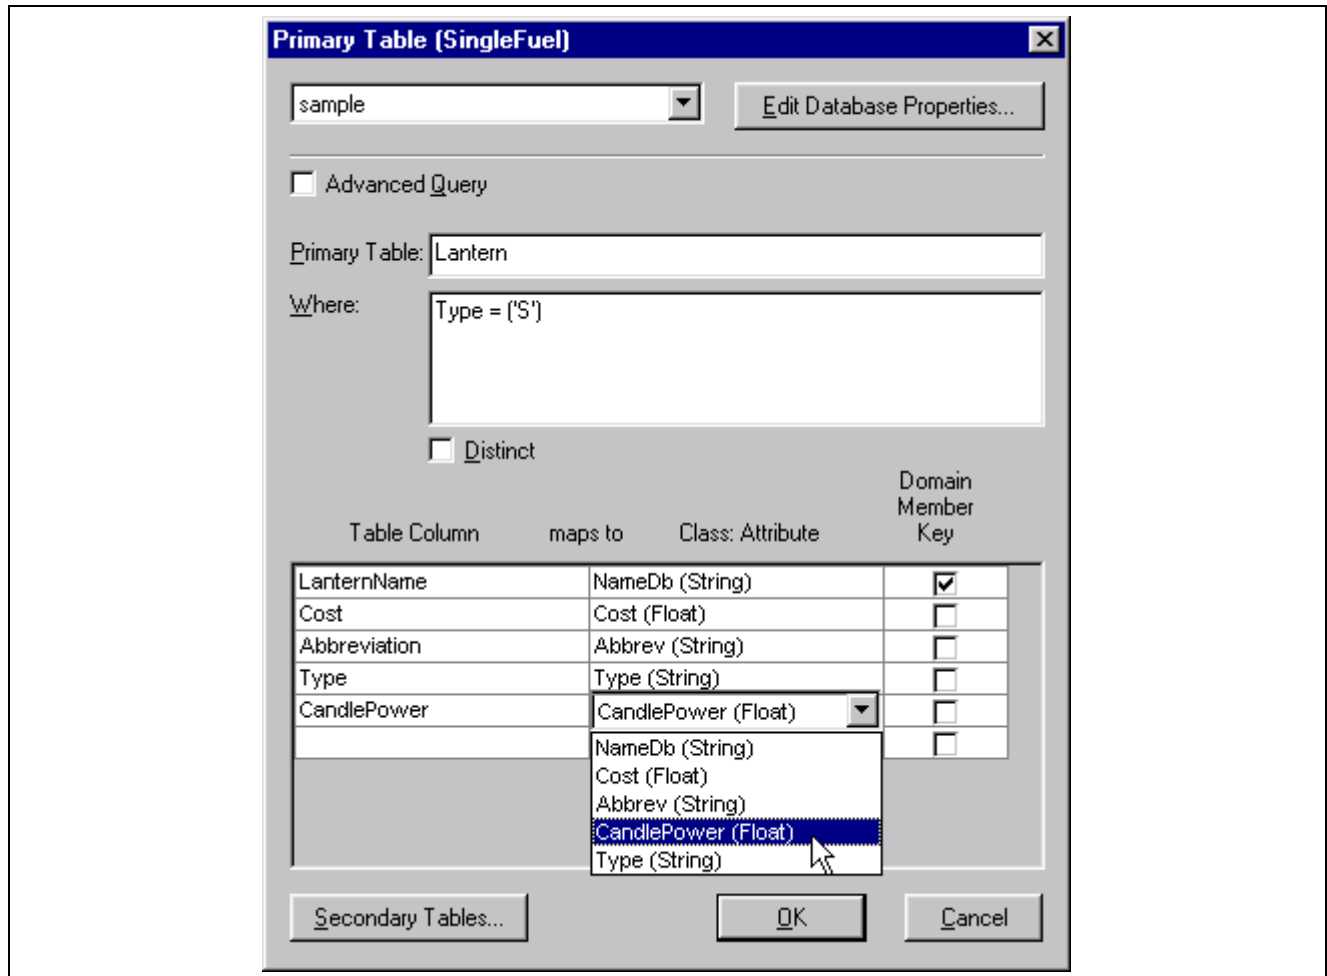 Primary Table (SingleFuel)
sample
Edit Database Properties...
Advanced Query
Primary Table: Lantern
Where: Type = ('S')
Distinct
Domain
Member
Table Column maps to Class: Attribute Key
LanternName NameDb (String)
Cost Cost (Float)
Abbreviation Abbrev (String)
Type Type (String)
CandlePower CandlePower (Float)
NameDb (String)
Cost (Float)
Abbrev (String)
CandlePower (Float)
Type (String)
Secondary Tables... OK Cancel